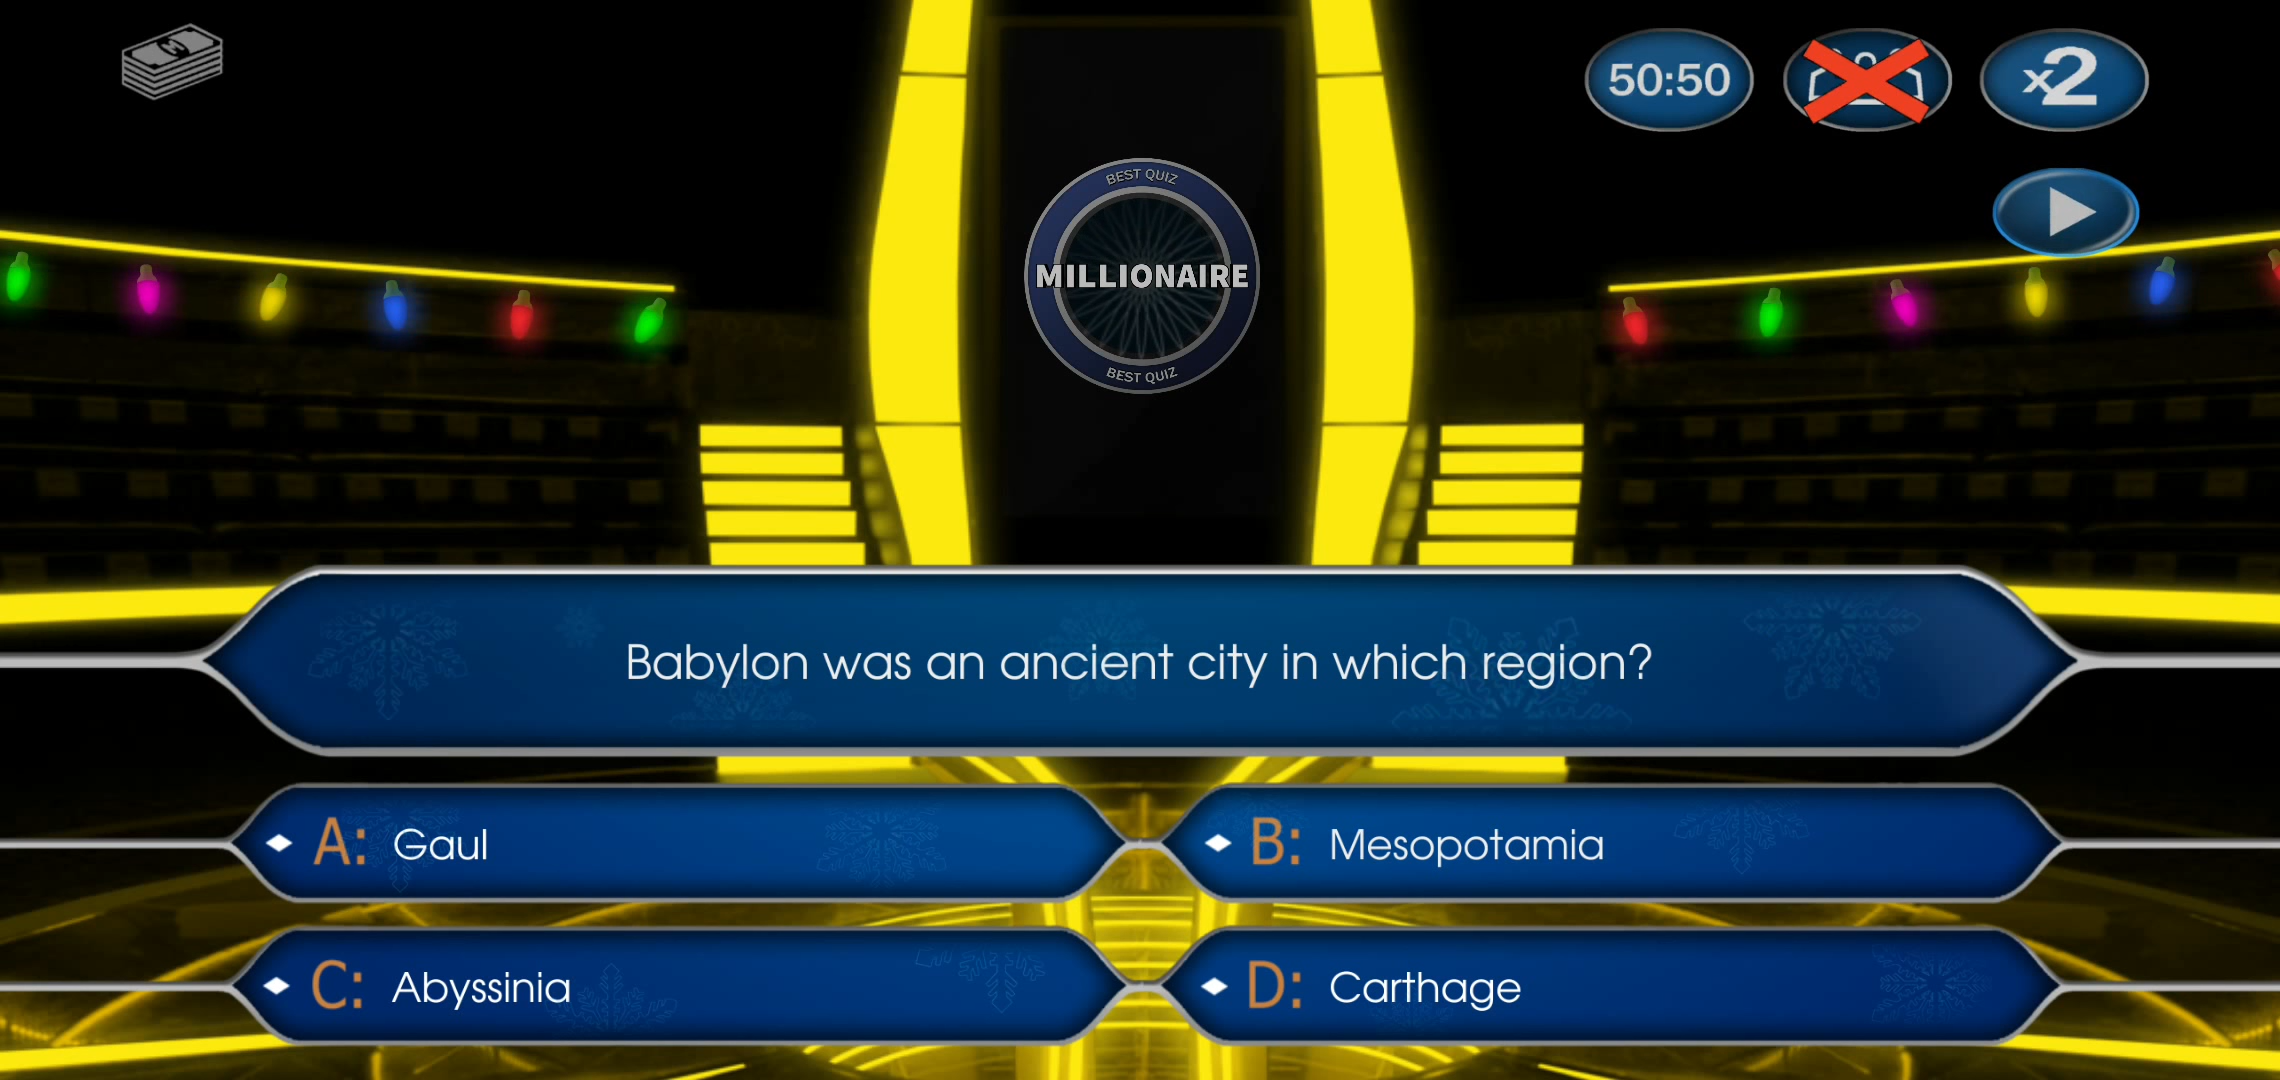 50:50
x2
BEST QUIZ
MILLIONAIRE
BEST QUIZ
Babylon was an ancient city in which region?
A: Gaul
B: Mesopotamia
C: Abyssinia
D: Carthage